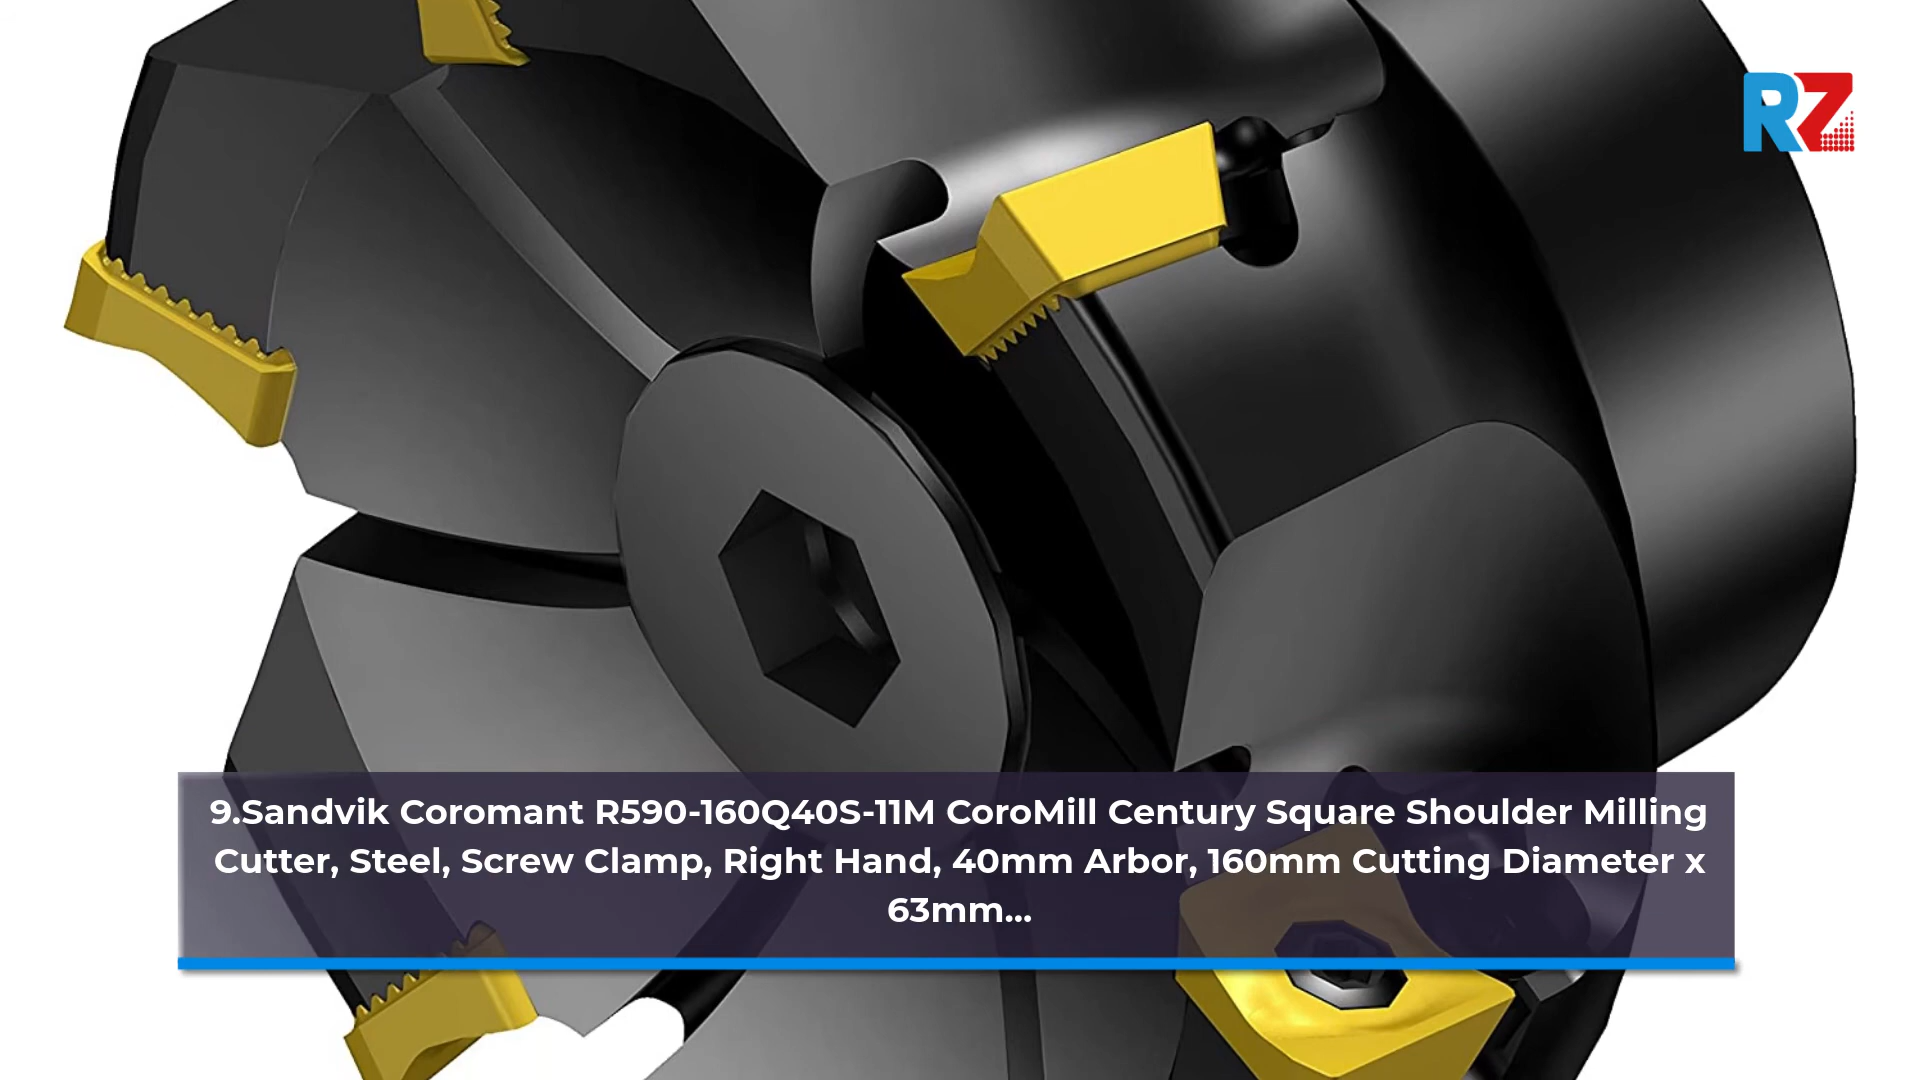 RZ
9.Sandvik Coromant R590-160Q40S-11M CoroMill Century Square Shoulder Milling
Cutter, Steel, Screw Clamp, Right Hand, 40mm Arbor, 160mm Cutting Diameter x
63mm...